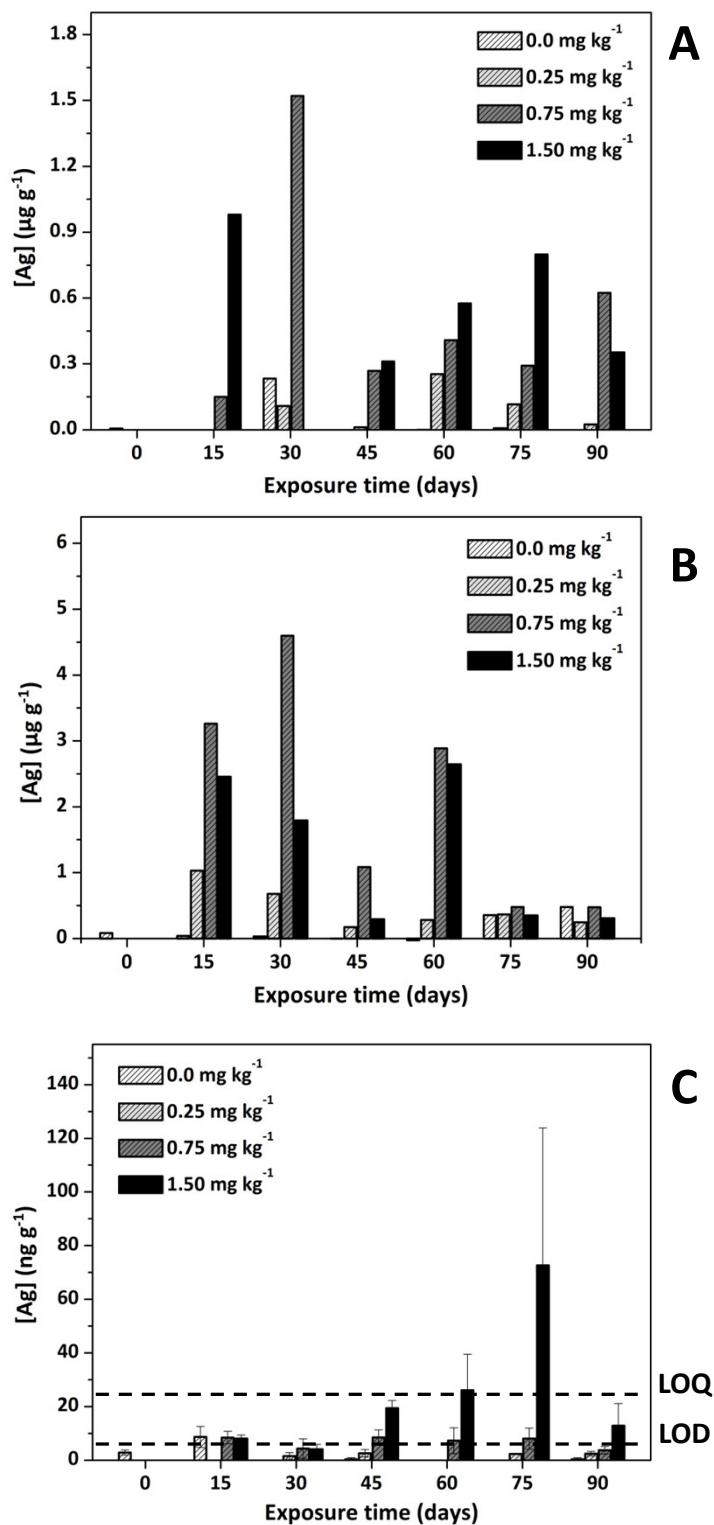 A
1.8
1.5
1.2
0.9
0.6
0.3
0.0
[Ag] (µg g⁻¹)
0.0 mg kg⁻¹
0.25 mg kg⁻¹
0.75 mg kg⁻¹
1.50 mg kg⁻¹
0 15 30 45 60 75 90
Exposure time (days)
B
6
5
4
3
2
1
0
[Ag] (µg g⁻¹)
0.0 mg kg⁻¹
0.25 mg kg⁻¹
0.75 mg kg⁻¹
1.50 mg kg⁻¹
0 15 30 45 60 75 90
Exposure time (days)
C
140
120
100
80
60
40
20
0
[Ag] (ng g⁻¹)
0.0 mg kg⁻¹
0.25 mg kg⁻¹
0.75 mg kg⁻¹
1.50 mg kg⁻¹
LOQ
LOD
0 15 30 45 60 75 90
Exposure time (days)